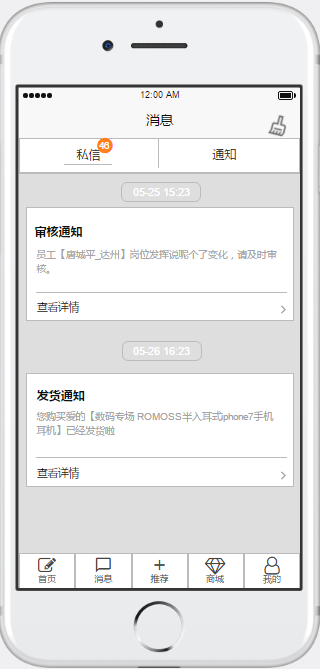 12:00 AM
消息
私信 46
通知
05-25 15:23
审核通知
员工【唐城平_达州】岗位发挥说呢个了变化，请及时审
核。
查看详情
05-26 16:23
发货通知
您购买爱的【数码专场 ROMOSS半入耳式iphone7手机
耳机】已经发货啦
查看详情
首页
消息
推荐
商城
我的